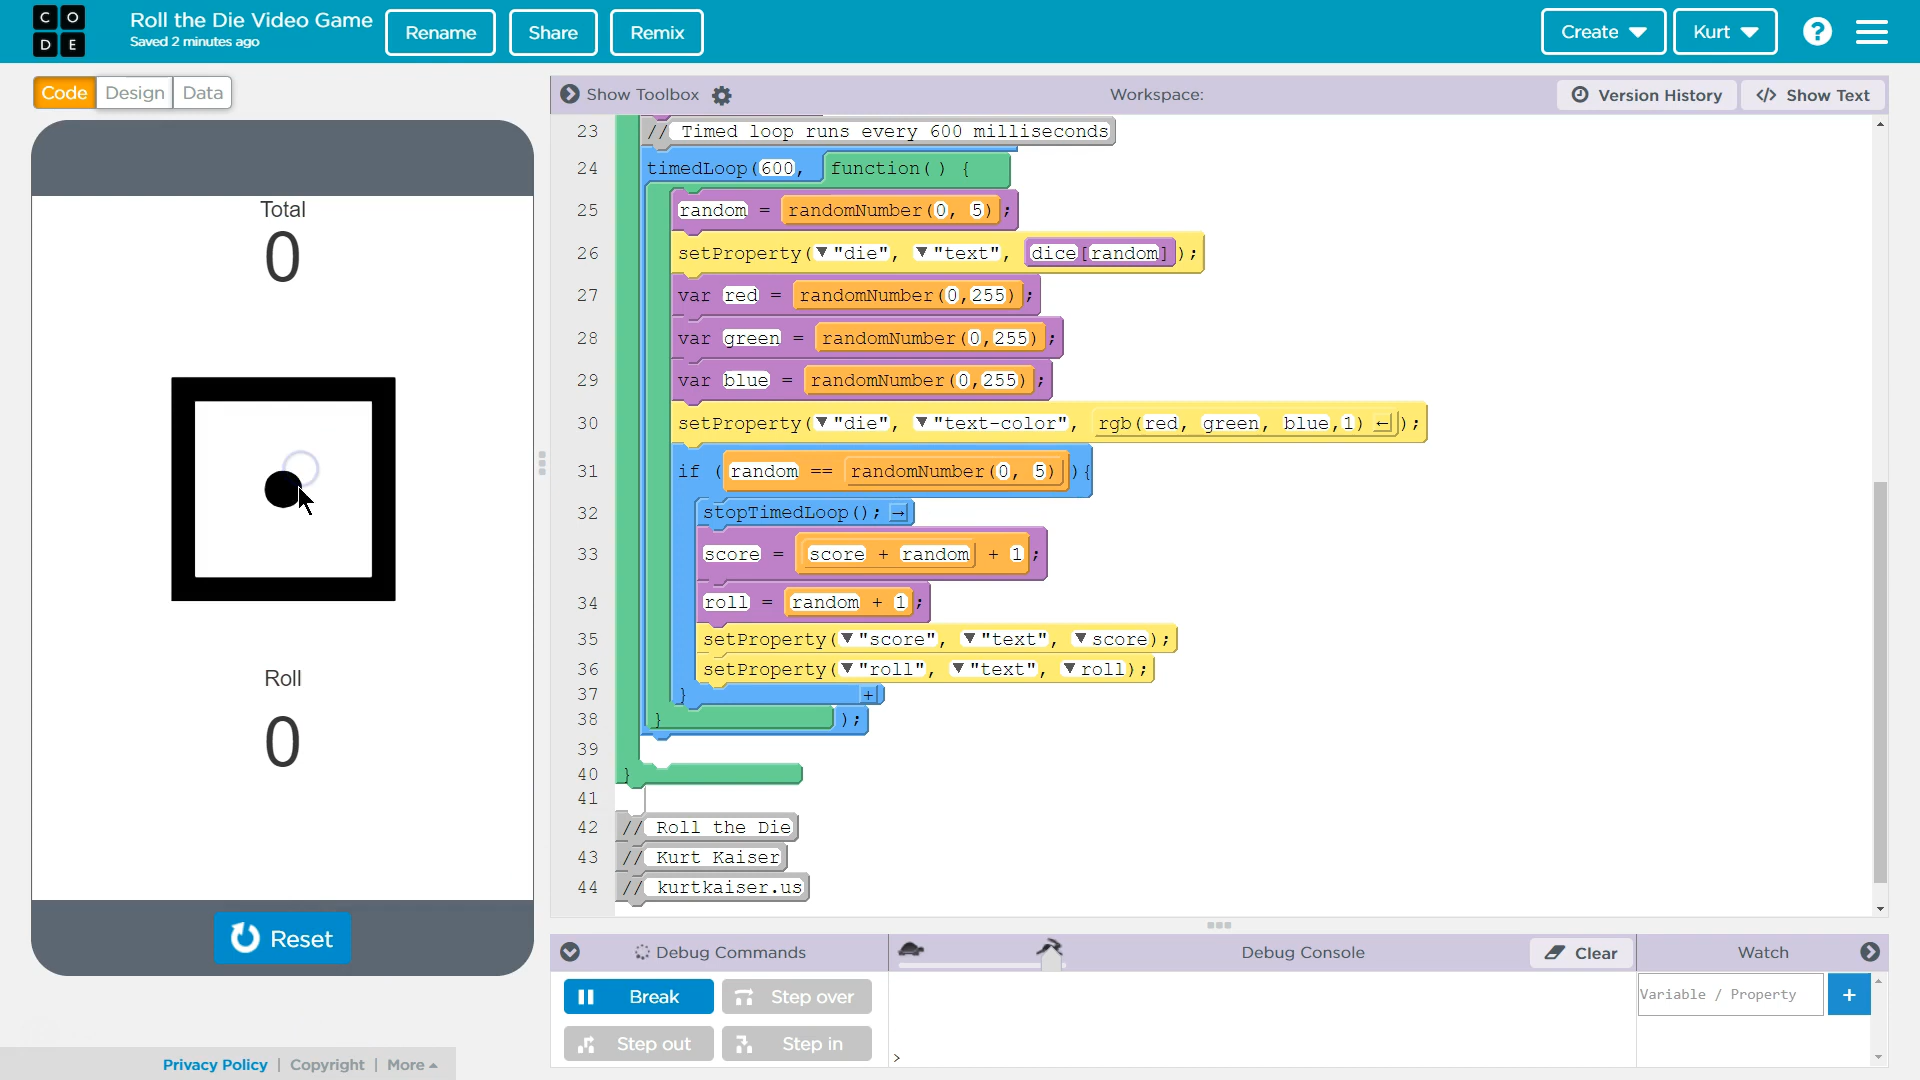 C O
D E
Roll the Die Video Game
Saved 2 minutes ago
Rename
Share
Remix
Create
Kurt
?
Code
Design
Data
Show Toolbox
Workspace:
Version History
</> Show Text
Total
0
Roll
0
Reset
23 // Timed loop runs every 600 milliseconds
24 timedLoop(600, function( ) {
25 random = randomNumber(0, 5);
26 setProperty("die", "text", dice[random]);
27 var red = randomNumber(0,255);
28 var green = randomNumber(0,255);
29 var blue = randomNumber(0,255);
30 setProperty("die", "text-color", rgb(red, green, blue,1));
31 if (random == randomNumber(0, 5)){
32 stopTimedLoop();
33 score = score + random + 1;
34 roll = random + 1;
35 setProperty("score", "text", score);
36 setProperty("roll", "text", roll);
37 } +
38 } );
39
40 }
41
42 // Roll the Die
43 // Kurt Kaiser
44 // kurtkaiser.us
Debug Commands
Debug Console
Clear
Watch
Break
Step over
Step out
Step in
>
Variable / Property
+
Privacy Policy | Copyright | More